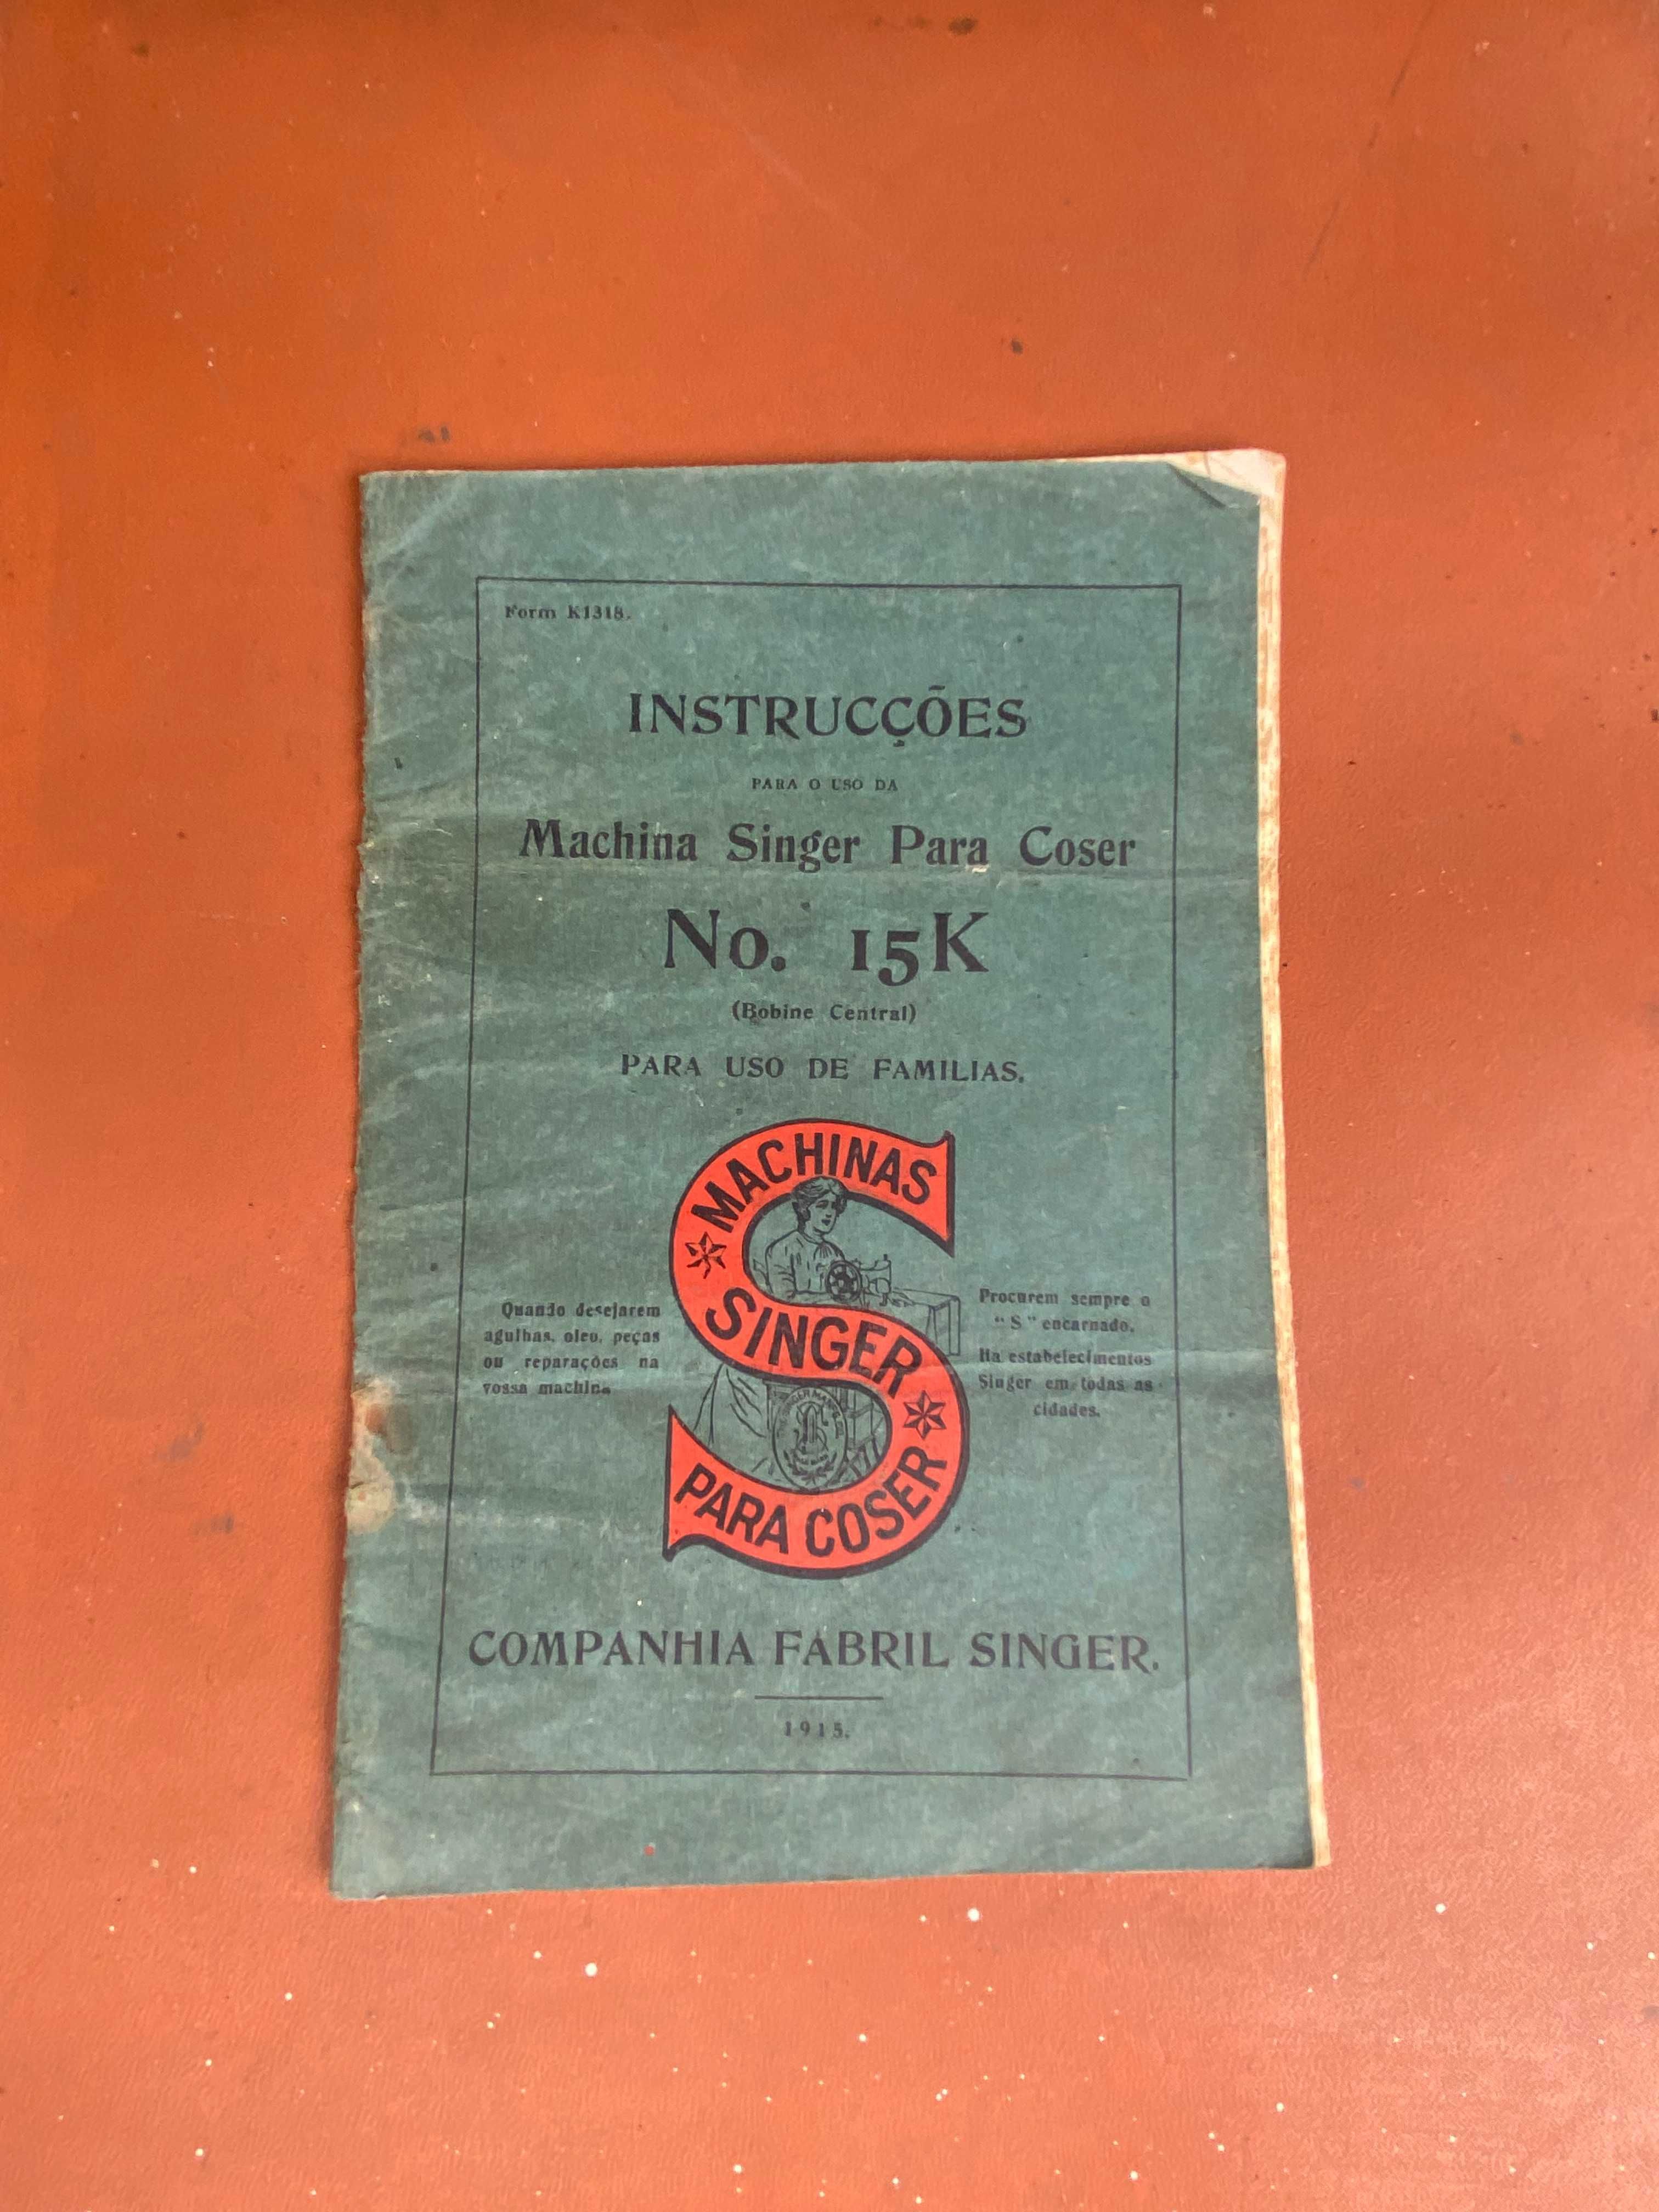 Form K1318.
INSTRUCÇÕES
PARA O USO DA
Machina Singer Para Coser
No. 15K
(Bobine Central)
PARA USO DE FAMILIAS.
MACHINAS
SINGER
PARA COSER
Quando desejarem
agulhas, oleo, peças
ou reparações na
vossa machina
Procurem sempre o
"S" encarnado.
Ha estabelecimentos
Singer em todas as
cidades.
COMPANHIA FABRIL SINGER.
1915.